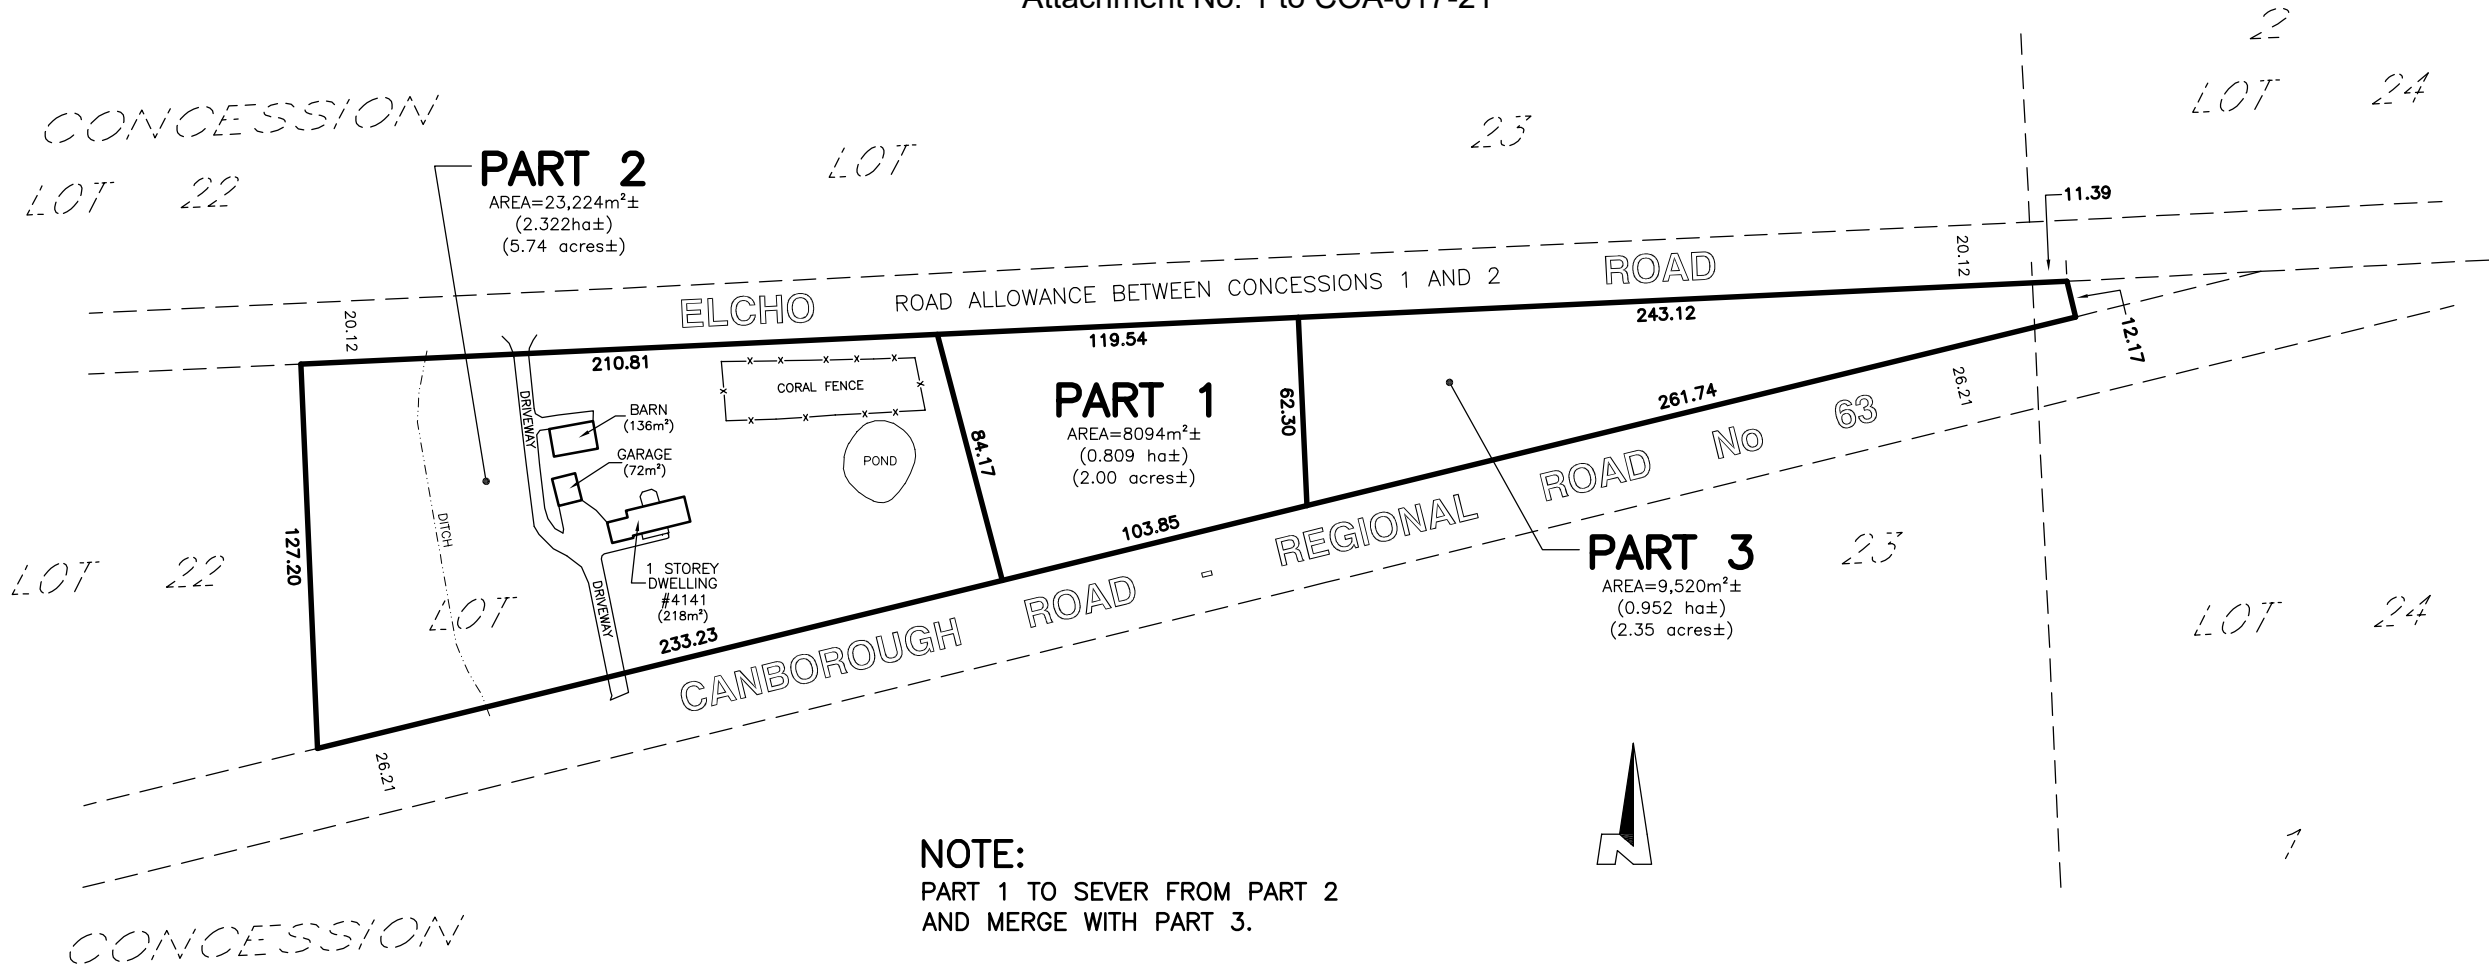 Attachment No. 1 to COA-017-21
2
CONCESSION
LOT 24
LOT 23
PART 2
AREA=23,224m²±
(2.322ha±)
(5.74 acres±)
LOT 22
11.39
20.12
ELCHO ROAD
ROAD ALLOWANCE BETWEEN CONCESSIONS 1 AND 2
20.12
210.81
119.54
243.12
12.17
CORAL FENCE
DRIVEWAY
BARN
(136m²)
GARAGE
(72m²)
POND
84.17
PART 1
AREA=8094m²±
(0.809 ha±)
(2.00 acres±)
62.30
261.74
26.21
CANBOROUGH ROAD - REGIONAL ROAD No 63
127.20
DITCH
103.85
PART 3
AREA=9,520m²±
(0.952 ha±)
(2.35 acres±)
LOT 22
LOT 23
1 STOREY
DWELLING
#4141
(218m²)
DRIVEWAY
233.23
LOT 24
26.21
N
1
NOTE:
PART 1 TO SEVER FROM PART 2
AND MERGE WITH PART 3.
CONCESSION